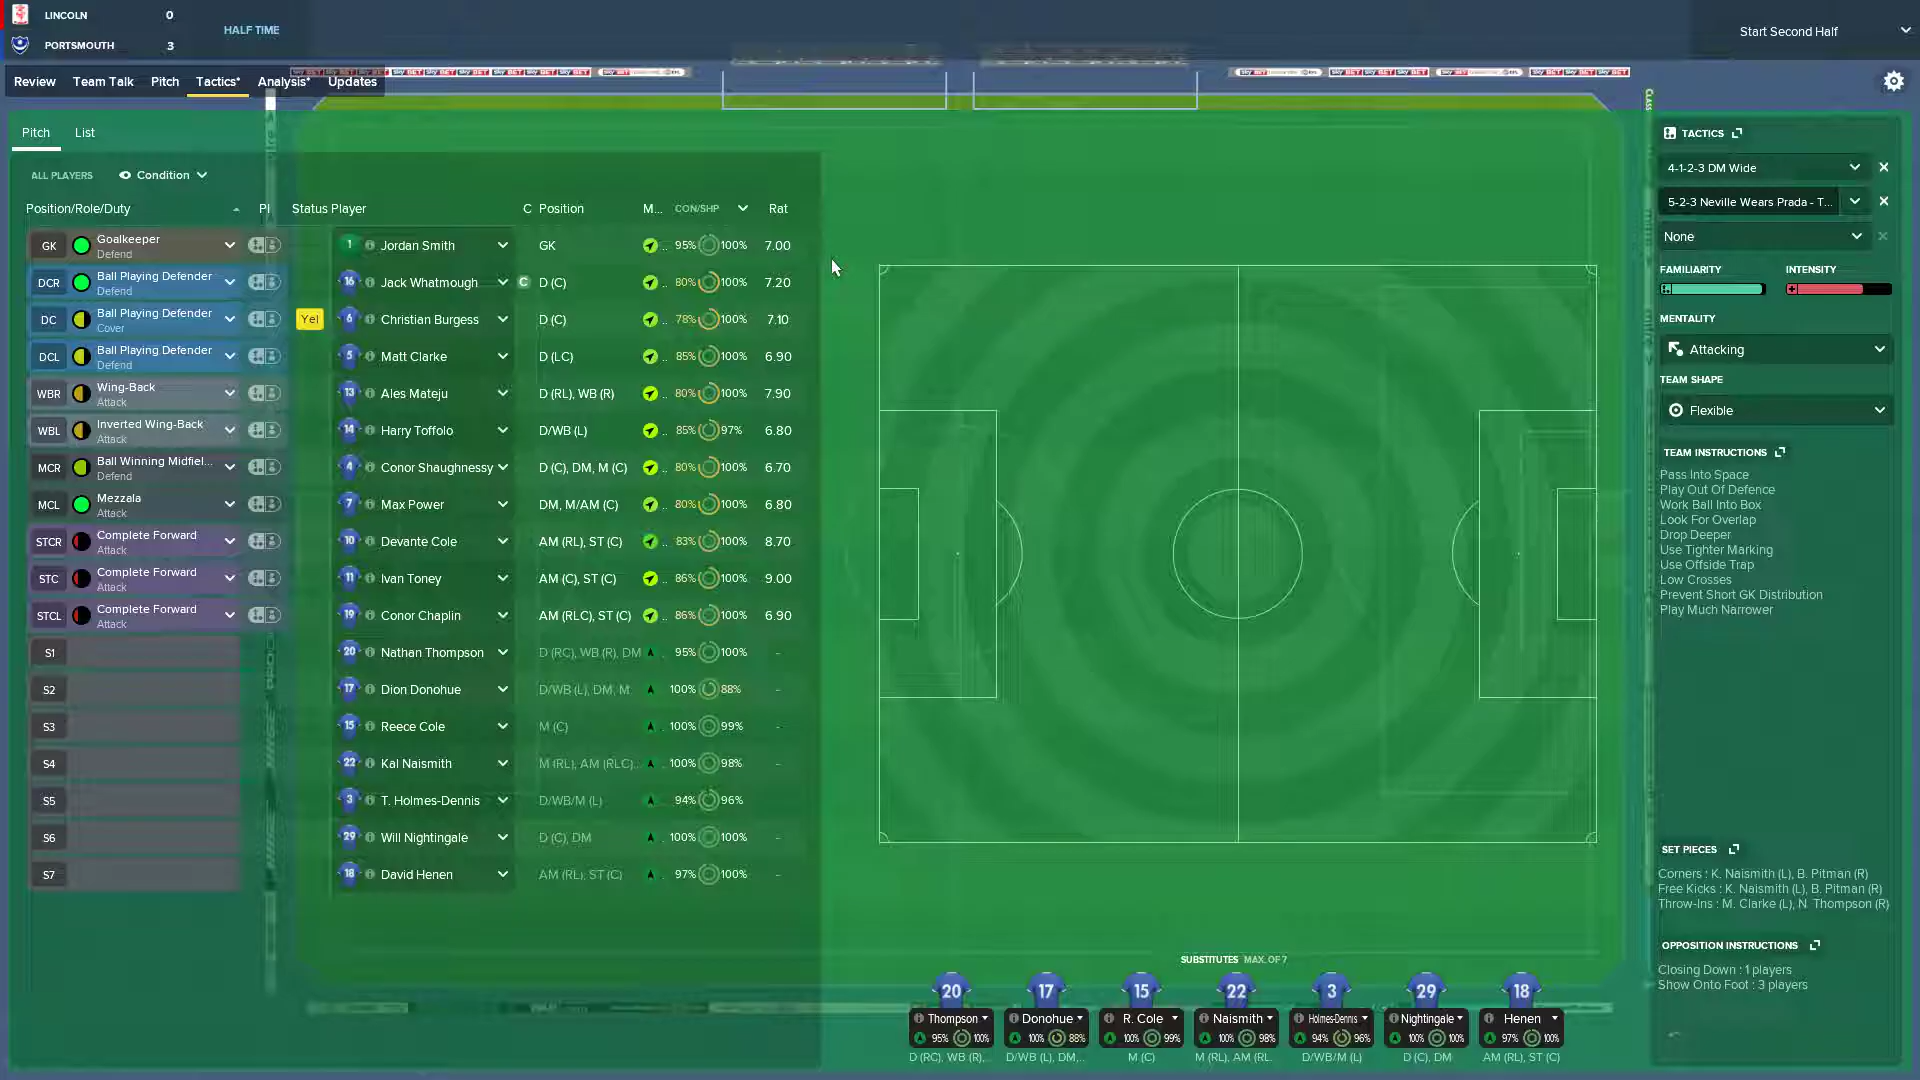 LINCOLN 0
PORTSMOUTH 3
HALF TIME
Start Second Half
Review Team Talk Pitch Tactics* Analysis* Updates
Pitch List
ALL PLAYERS Condition
Position/Role/Duty PI Status Player C Position M... CON/SHP Rat
GK Goalkeeper Defend 1 Jordan Smith GK 95% 100% 7.00
DCR Ball Playing Defender Defend 16 Jack Whatmough C D (C) 80% 100% 7.20
DC Ball Playing Defender Cover Yel 6 Christian Burgess D (C) 78% 100% 7.10
DCL Ball Playing Defender Defend 5 Matt Clarke D (LC) 85% 100% 6.90
WBR Wing-Back Attack 13 Ales Mateju D (RL), WB (R) 80% 100% 7.90
WBL Inverted Wing-Back Attack 14 Harry Toffolo D/WB (L) 85% 97% 6.80
MCR Ball Winning Midfiel... Defend 4 Conor Shaughnessy D (C), DM, M (C) 80% 100% 6.70
MCL Mezzala Attack 7 Max Power DM, M/AM (C) 80% 100% 6.80
STCR Complete Forward Attack 10 Devante Cole AM (RL), ST (C) 83% 100% 8.70
STC Complete Forward Attack 11 Ivan Toney AM (C), ST (C) 86% 100% 9.00
STCL Complete Forward Attack 19 Conor Chaplin AM (RLC), ST (C) 86% 100% 6.90
S1 20 Nathan Thompson D (RC), WB (R), DM 95% 100% -
S2 17 Dion Donohue D/WB (L), DM, M 100% 88% -
S3 15 Reece Cole M (C) 100% 99% -
S4 22 Kal Naismith M (RL), AM (RLC)... 100% 98% -
S5 3 T. Holmes-Dennis D/WB/M (L) 94% 96% -
S6 29 Will Nightingale D (C), DM 100% 100% -
S7 18 David Henen AM (RL), ST (C) 97% 100% -
SUBSTITUTES MAX. OF 7
20 17 15 22 3 29 18
Thompson Donohue R. Cole Naismith Holmes-Dennis Nightingale Henen
95% 100% 100% 88% 100% 99% 100% 98% 94% 96% 100% 100% 97% 100%
D (RC), WB (R),... D/WB (L), DM,... M (C) M (RL), AM (RL... D/WB/M (L) D (C), DM AM (RL), ST (C)
TACTICS
4-1-2-3 DM Wide
5-2-3 Neville Wears Prada - T...
None
FAMILIARITY INTENSITY
MENTALITY
Attacking
TEAM SHAPE
Flexible
TEAM INSTRUCTIONS
Pass Into Space
Play Out Of Defence
Work Ball Into Box
Look For Overlap
Drop Deeper
Use Tighter Marking
Use Offside Trap
Low Crosses
Prevent Short GK Distribution
Play Much Narrower
SET PIECES
Corners : K. Naismith (L), B. Pitman (R)
Free Kicks : K. Naismith (L), B. Pitman (R)
Throw-Ins : M. Clarke (L), N. Thompson (R)
OPPOSITION INSTRUCTIONS
Closing Down : 1 players
Show Onto Foot : 3 players